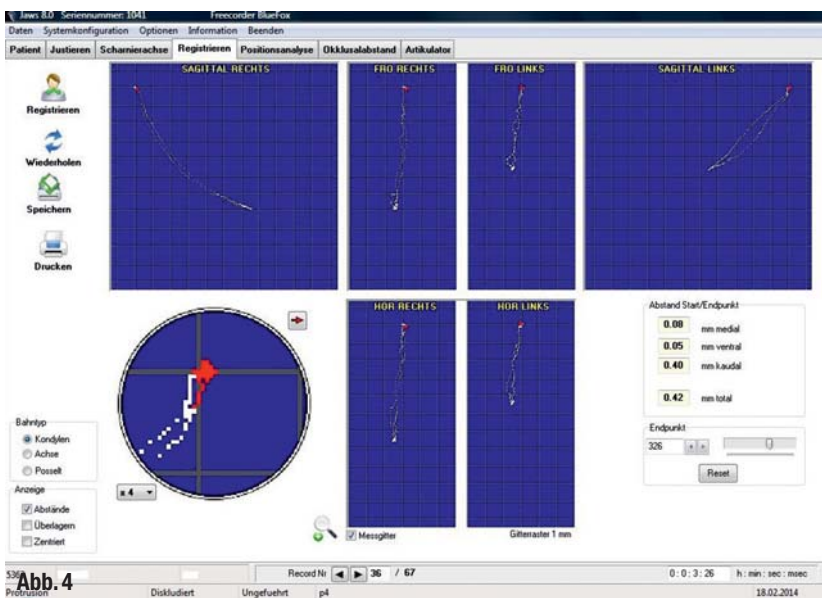 Jaws 8.0 Seriennummer: 1041 Freecorder BlueFox
Daten Systemkonfiguration Optionen Information Beenden
Patient Justieren Scharnierachse Registrieren Positionsanalyse Okklusalabstand Artikulator
SAGITTAL RECHTS FRO RECHTS FRO LINKS SAGITTAL LINKS
Registrieren
Wiederholen
Speichern
Drucken
HOR RECHTS HOR LINKS
Abstand Start/Endpunkt
0.08 mm medial
0.05 mm ventral
0.40 mm kaudal
0.42 mm total
Bahntyp
Kondylen
Achse
Posselt
Endpunkt
326
Reset
x 4
Anzeige
Abstände
Überlagern
Zentriert
Messgitter Gitterraster 1 mm
Record Nr 36 / 67 0 : 0 : 3 : 26 h : min : sec : msec
Abb. 4
Protrusion Diskludiert Ungefuehrt p4 18.02.2014